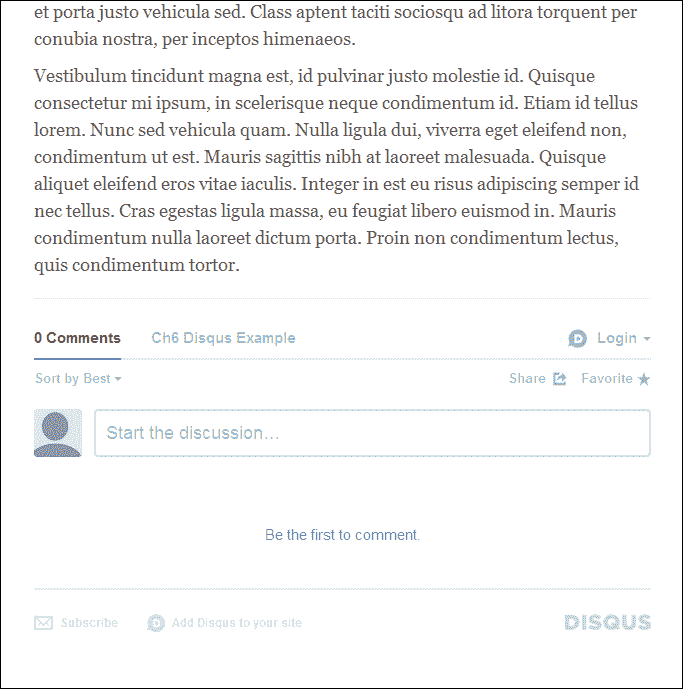 et porta justo vehicula sed. Class aptent taciti sociosqu ad litora torquent per
conubia nostra, per inceptos himenaeos.
Vestibulum tincidunt magna est, id pulvinar justo molestie id. Quisque
consectetur mi ipsum, in scelerisque neque condimentum id. Etiam id tellus
lorem. Nunc sed vehicula quam. Nulla ligula dui, viverra eget eleifend non,
condimentum ut est. Mauris sagittis nibh at laoreet malesuada. Quisque
aliquet eleifend eros vitae iaculis. Integer in est eu risus adipiscing semper id
nec tellus. Cras egestas ligula massa, eu feugiat libero euismod in. Mauris
condimentum nulla laoreet dictum porta. Proin non condimentum lectus,
quis condimentum tortor.
0 Comments Ch6 Disqus Example Login
Sort by Best Share Favorite
Start the discussion…
Be the first to comment.
Subscribe Add Disqus to your site DISQUS